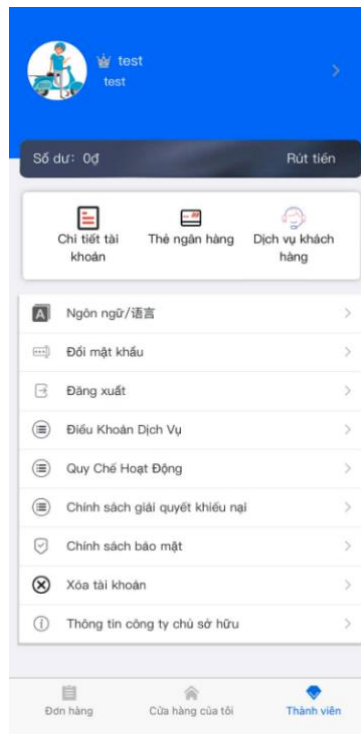 test
test
Số dư: 0₫
Rút tiền
Chi tiết tài
khoản
Thẻ ngân hàng
Dịch vụ khách
hàng
Ngôn ngữ/语言
Đổi mật khẩu
Đăng xuất
Điều Khoản Dịch Vụ
Quy Chế Hoạt Động
Chính sách giải quyết khiếu nại
Chính sách bảo mật
Xóa tài khoản
Thông tin công ty chủ sở hữu
Đơn hàng
Cửa hàng của tôi
Thành viên